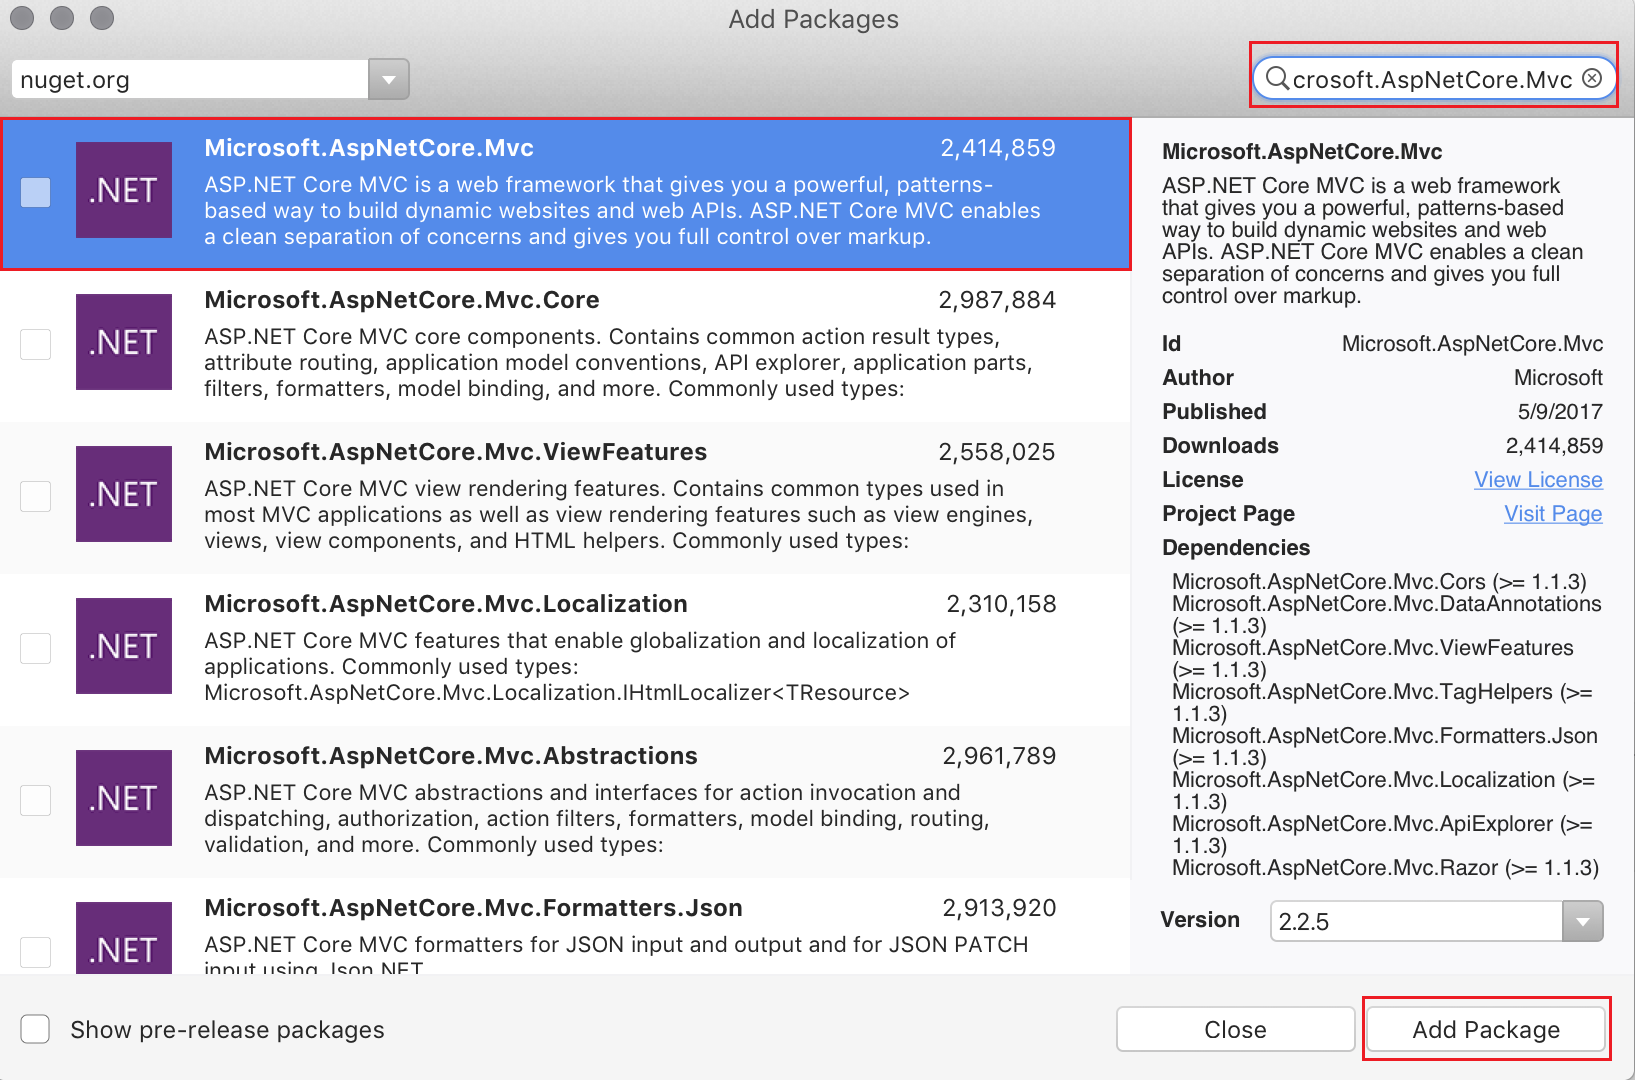 Add Packages
nuget.org
crosoft.AspNetCore.Mvc
.NET
Microsoft.AspNetCore.Mvc 2,414,859
ASP.NET Core MVC is a web framework that gives you a powerful, patterns-
based way to build dynamic websites and web APIs. ASP.NET Core MVC enables
a clean separation of concerns and gives you full control over markup.
.NET
Microsoft.AspNetCore.Mvc.Core 2,987,884
ASP.NET Core MVC core components. Contains common action result types,
attribute routing, application model conventions, API explorer, application parts,
filters, formatters, model binding, and more. Commonly used types:
.NET
Microsoft.AspNetCore.Mvc.ViewFeatures 2,558,025
ASP.NET Core MVC view rendering features. Contains common types used in
most MVC applications as well as view rendering features such as view engines,
views, view components, and HTML helpers. Commonly used types:
.NET
Microsoft.AspNetCore.Mvc.Localization 2,310,158
ASP.NET Core MVC features that enable globalization and localization of
applications. Commonly used types:
Microsoft.AspNetCore.Mvc.Localization.IHtmlLocalizer<TResource>
.NET
Microsoft.AspNetCore.Mvc.Abstractions 2,961,789
ASP.NET Core MVC abstractions and interfaces for action invocation and
dispatching, authorization, action filters, formatters, model binding, routing,
validation, and more. Commonly used types:
.NET
Microsoft.AspNetCore.Mvc.Formatters.Json 2,913,920
ASP.NET Core MVC formatters for JSON input and output and for JSON PATCH
input using Json.NET
Microsoft.AspNetCore.Mvc
ASP.NET Core MVC is a web framework
that gives you a powerful, patterns-based
way to build dynamic websites and web
APIs. ASP.NET Core MVC enables a clean
separation of concerns and gives you full
control over markup.
Id Microsoft.AspNetCore.Mvc
Author Microsoft
Published 5/9/2017
Downloads 2,414,859
License View License
Project Page Visit Page
Dependencies
Microsoft.AspNetCore.Mvc.Cors (>= 1.1.3)
Microsoft.AspNetCore.Mvc.DataAnnotations
(>= 1.1.3)
Microsoft.AspNetCore.Mvc.ViewFeatures
(>= 1.1.3)
Microsoft.AspNetCore.Mvc.TagHelpers (>=
1.1.3)
Microsoft.AspNetCore.Mvc.Formatters.Json
(>= 1.1.3)
Microsoft.AspNetCore.Mvc.Localization (>=
1.1.3)
Microsoft.AspNetCore.Mvc.ApiExplorer (>=
1.1.3)
Microsoft.AspNetCore.Mvc.Razor (>= 1.1.3)
Version 2.2.5
Show pre-release packages
Close
Add Package